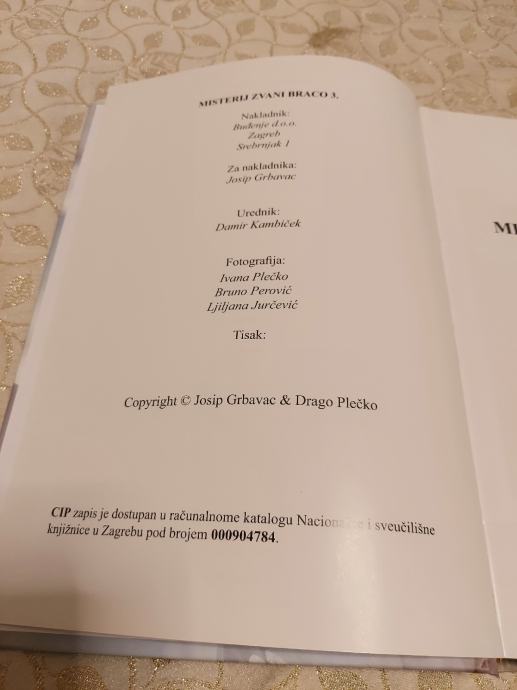 MISTERIJ ZVANI BRACO 3.
Nakladnik:
Buđenje d.o.o.
Zagreb
Srebrnjak 1
Za nakladnika:
Josip Grbavac
Urednik:
Damir Kambiček
Fotografija:
Ivana Plečko
Bruno Perović
Ljiljana Jurčević
Tisak:
Copyright © Josip Grbavac & Drago Plečko
CIP zapis je dostupan u računalnome katalogu i sveučilišne
knjižnice u Zagrebu pod brojem 000904784.